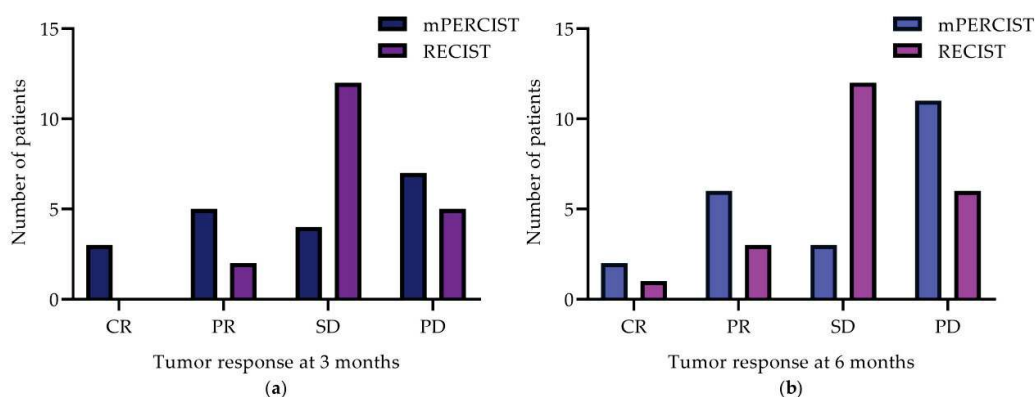 15
10
5
0
Number of patients
mPERCIST
RECIST
CR PR SD PD
Tumor response at 3 months
(a)
15
10
5
0
Number of patients
mPERCIST
RECIST
CR PR SD PD
Tumor response at 6 months
(b)